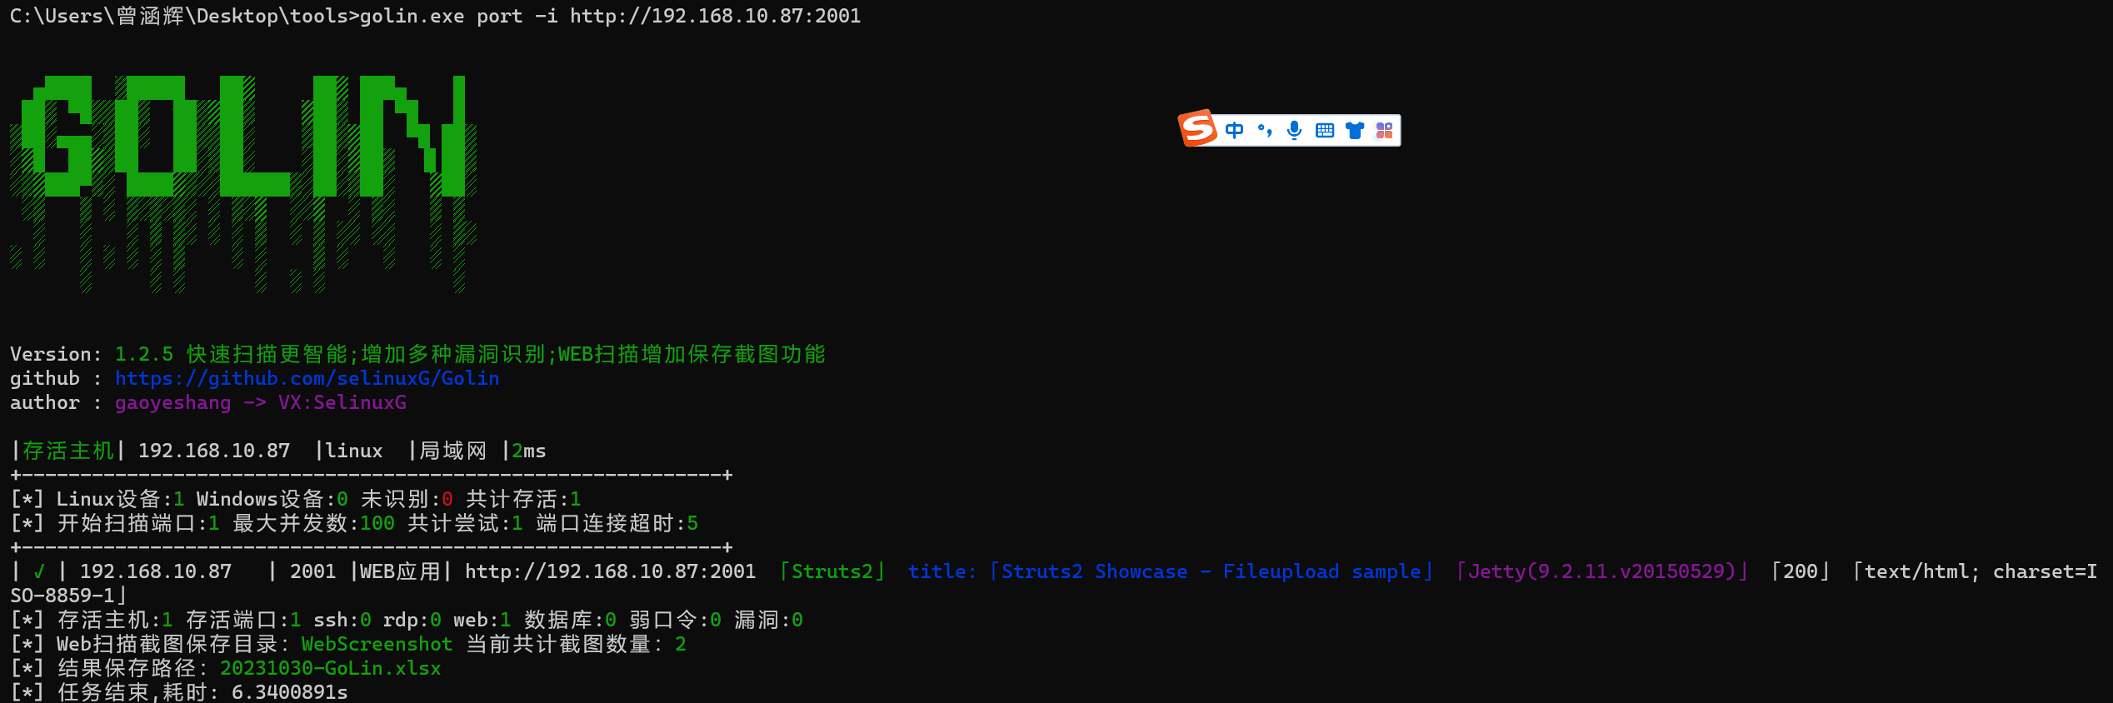 C:\Users\曾涵辉\Desktop\tools>golin.exe port -i http://192.168.10.87:2001
GOLIN
中
Version: 1.2.5 快速扫描更智能;增加多种漏洞识别;WEB扫描增加保存截图功能
github : https://github.com/selinuxG/Golin
author : gaoyeshang -> VX:SelinuxG
|存活主机| 192.168.10.87  |linux  |局域网 |2ms
+------------------------------------------------------------+
[*] Linux设备:1 Windows设备:0 未识别:0 共计存活:1
[*] 开始扫描端口:1 最大并发数:100 共计尝试:1 端口连接超时:5
+------------------------------------------------------------+
| √ | 192.168.10.87   | 2001 |WEB应用| http://192.168.10.87:2001  「Struts2」  title:「Struts2 Showcase - Fileupload sample」 「Jetty(9.2.11.v20150529)」 「200」 「text/html; charset=I
SO-8859-1」
[*] 存活主机:1 存活端口:1 ssh:0 rdp:0 web:1 数据库:0 弱口令:0 漏洞:0
[*] Web扫描截图保存目录: WebScreenshot 当前共计截图数量: 2
[*] 结果保存路径: 20231030-GoLin.xlsx
[*] 任务结束,耗时: 6.3400891s